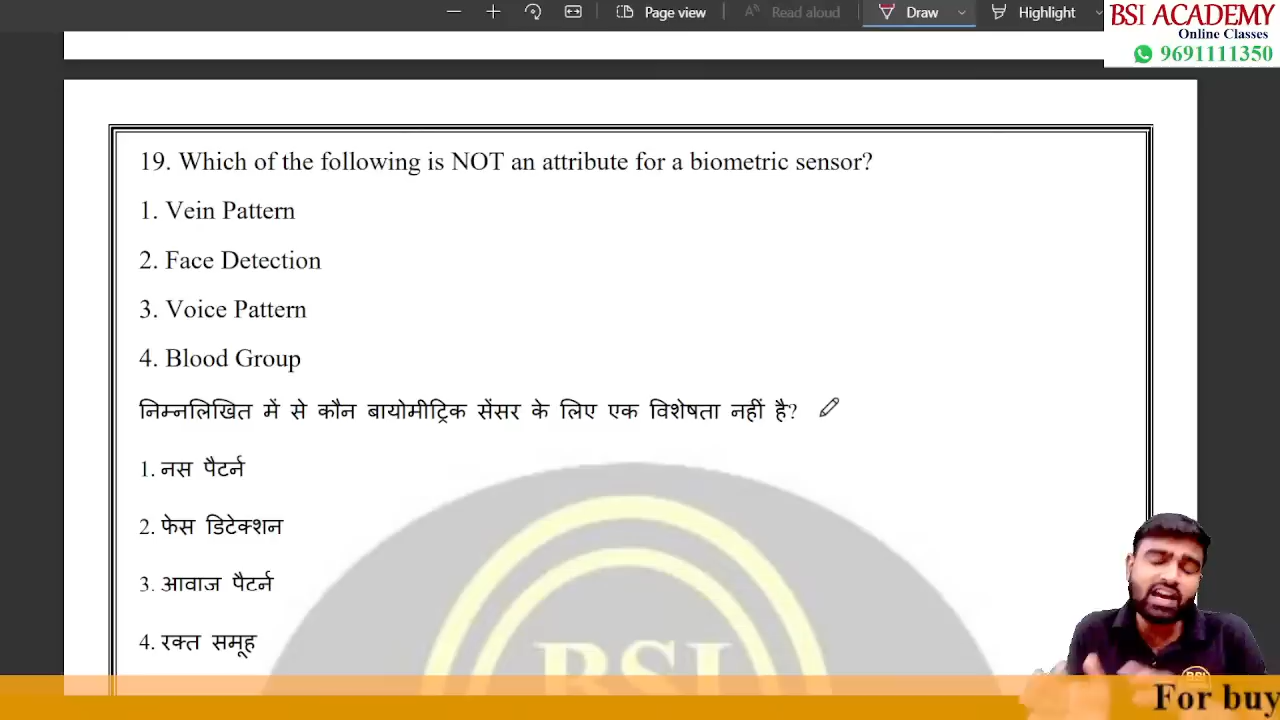 Page view
Read aloud
Draw
Highlight
BSI ACADEMY
Online Classes
9691111350
19. Which of the following is NOT an attribute for a biometric sensor?
1. Vein Pattern
2. Face Detection
3. Voice Pattern
4. Blood Group
निम्नलिखित में से कौन बायोमीट्रिक सेंसर के लिए एक विशेषता नहीं है?
1. नस पैटर्न
2. फेस डिटेक्शन
3. आवाज पैटर्न
4. रक्त समूह
BSI
BSI
For buy